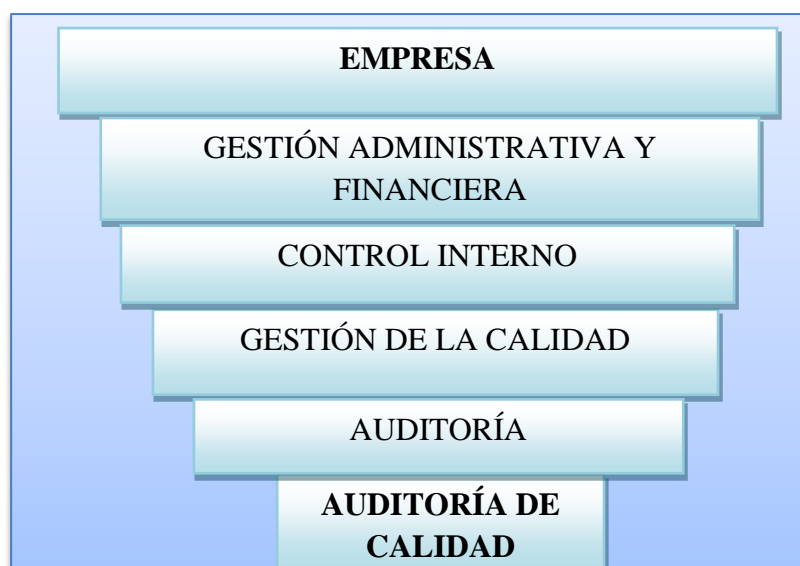 EMPRESA
GESTIÓN ADMINISTRATIVA Y
FINANCIERA
CONTROL INTERNO
GESTIÓN DE LA CALIDAD
AUDITORÍA
AUDITORÍA DE
CALIDAD